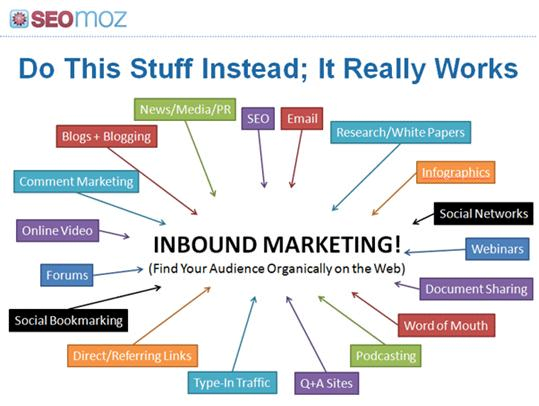 SEOmoz
Do This Stuff Instead; It Really Works
News/Media/PR
SEO
Email
Blogs + Blogging
Research/White Papers
Comment Marketing
Infographics
Online Video
Social Networks
INBOUND MARKETING!
(Find Your Audience Organically on the Web)
Forums
Webinars
Document Sharing
Social Bookmarking
Word of Mouth
Direct/Referring Links
Podcasting
Type-In Traffic
Q+A Sites